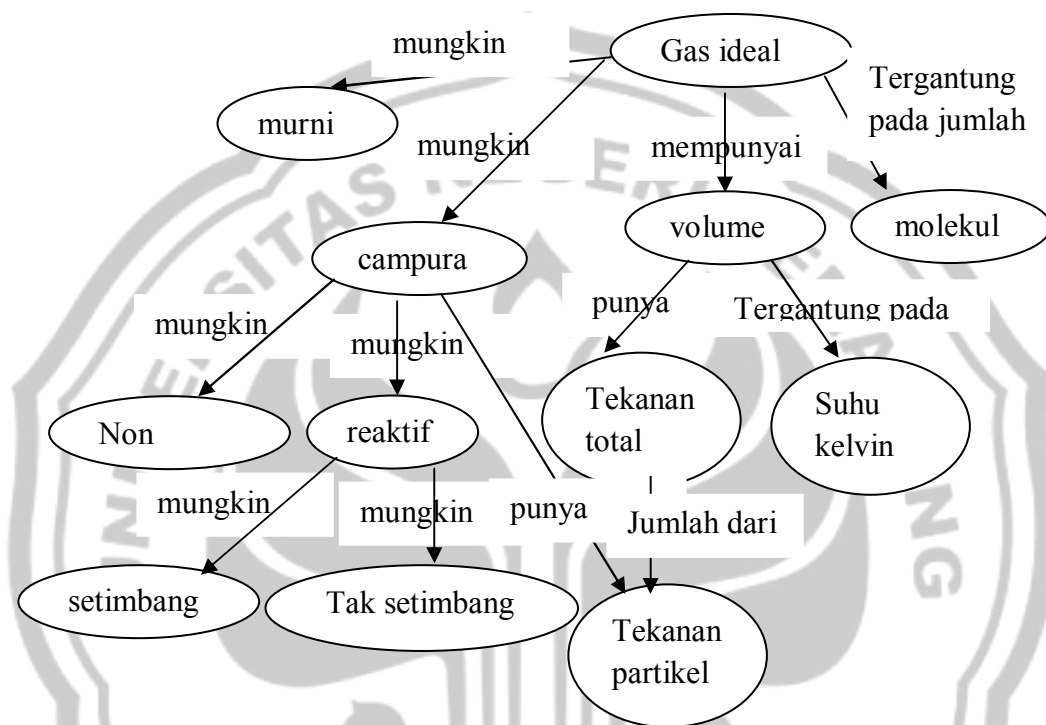 mungkin
Gas ideal
Tergantung
pada jumlah
murni
mungkin
mempunyai
campura
volume
molekul
mungkin
mungkin
punya
Tergantung pada
Non
reaktif
Tekanan
total
Suhu
kelvin
mungkin
mungkin
punya
Jumlah dari
setimbang
Tak setimbang
Tekanan
partikel